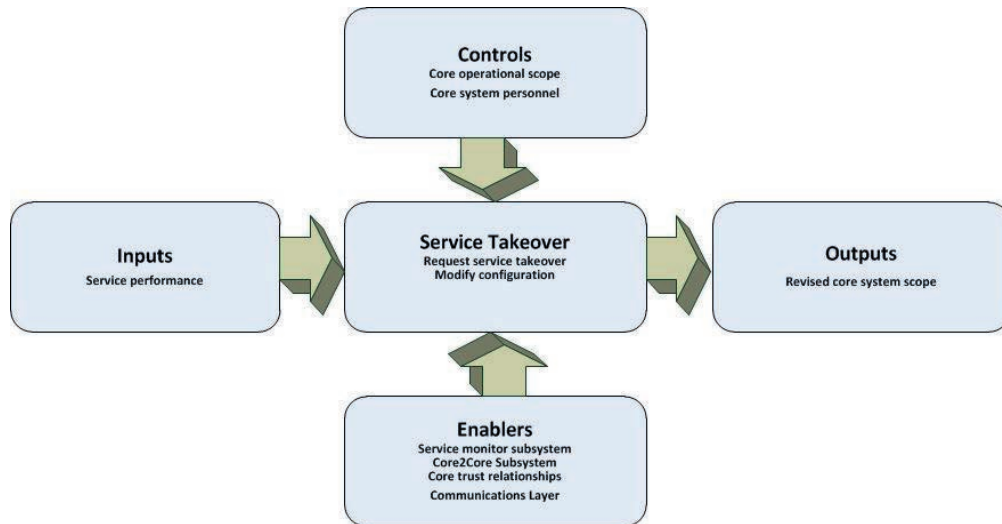 Controls
Core operational scope
Core system personnel
Inputs
Service performance
Service Takeover
Request service takeover
Modify configuration
Outputs
Revised core system scope
Enablers
Service monitor subsystem
Core2Core Subsystem
Core trust relationships
Communications Layer